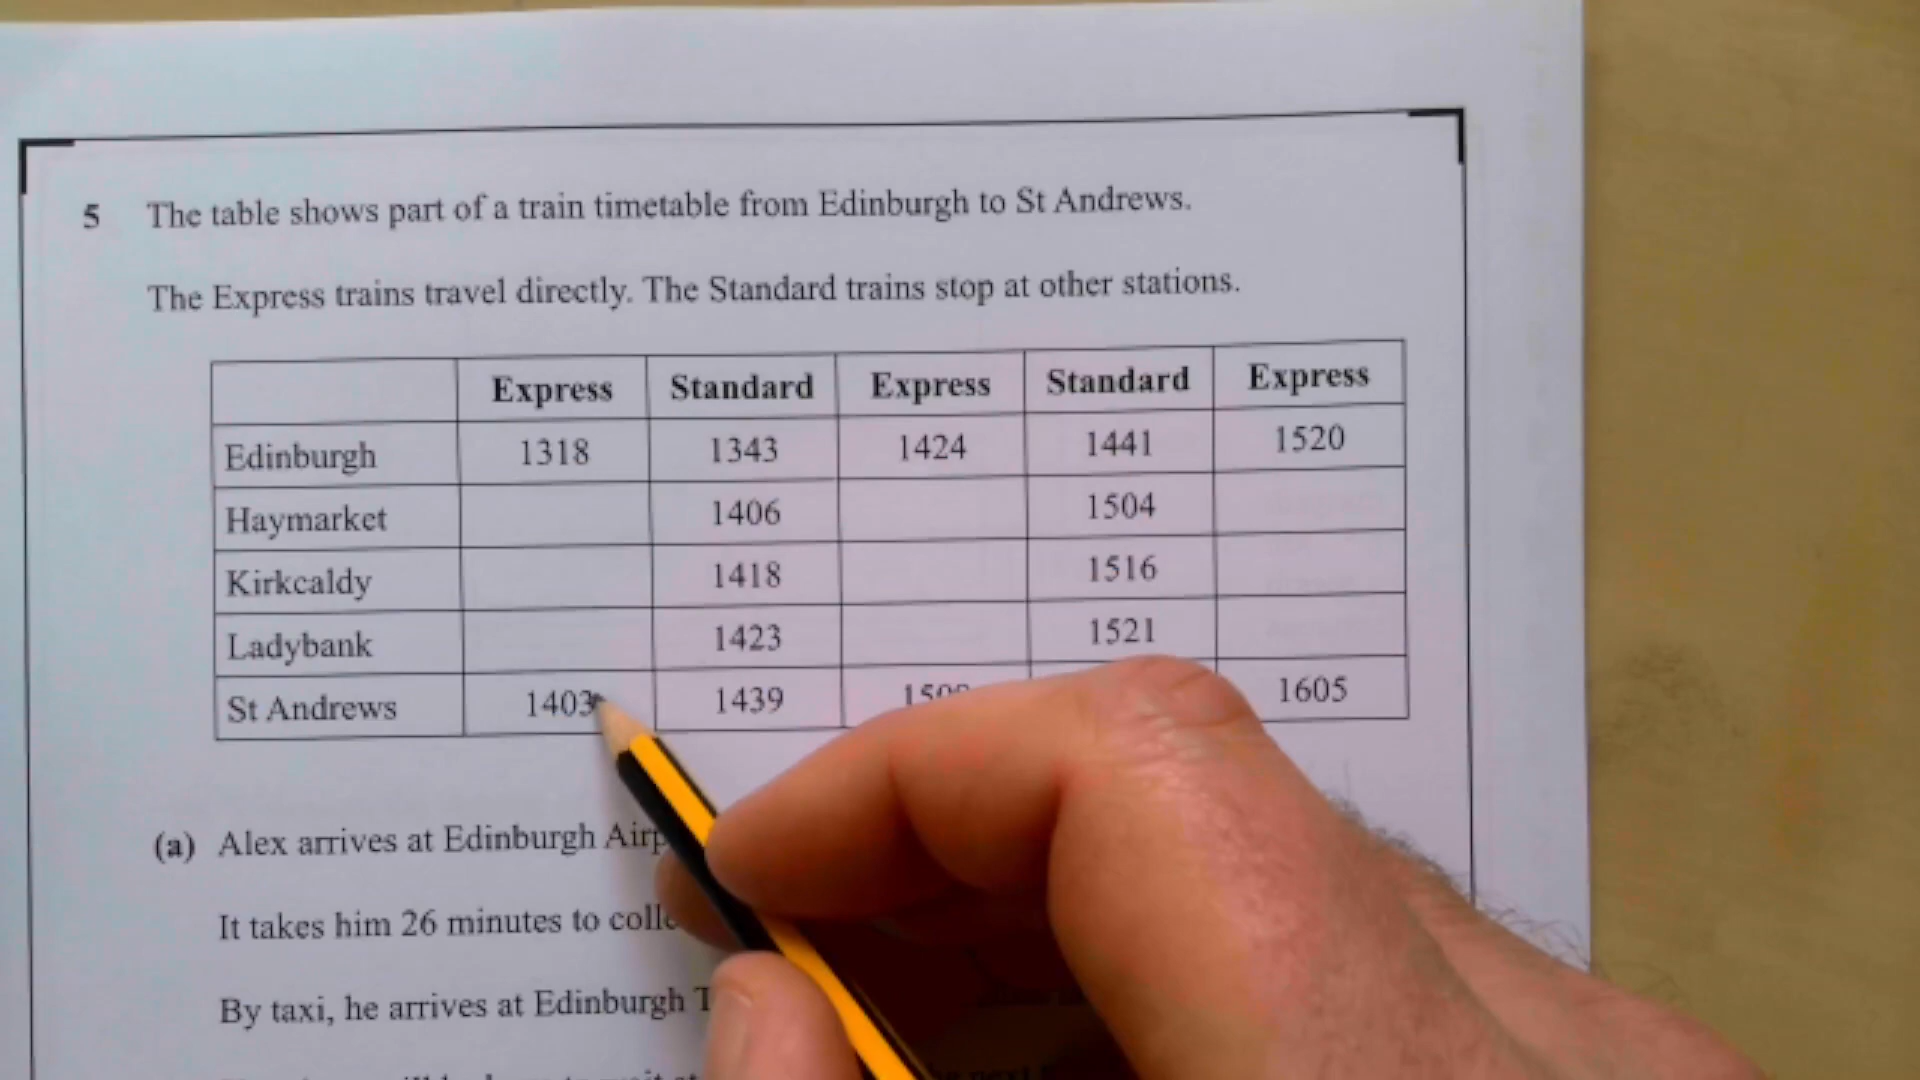 5 The table shows part of a train timetable from Edinburgh to St Andrews.
The Express trains travel directly. The Standard trains stop at other stations.
Express Standard Express Standard Express
Edinburgh 1318 1343 1424 1441 1520
Haymarket 1406 1504
Kirkcaldy 1418 1516
Ladybank 1423 1521
St Andrews 1403 1439 1605
(a) Alex arrives at Edinburgh
It takes him 26 minutes to
By taxi, he arrives at Edinburgh